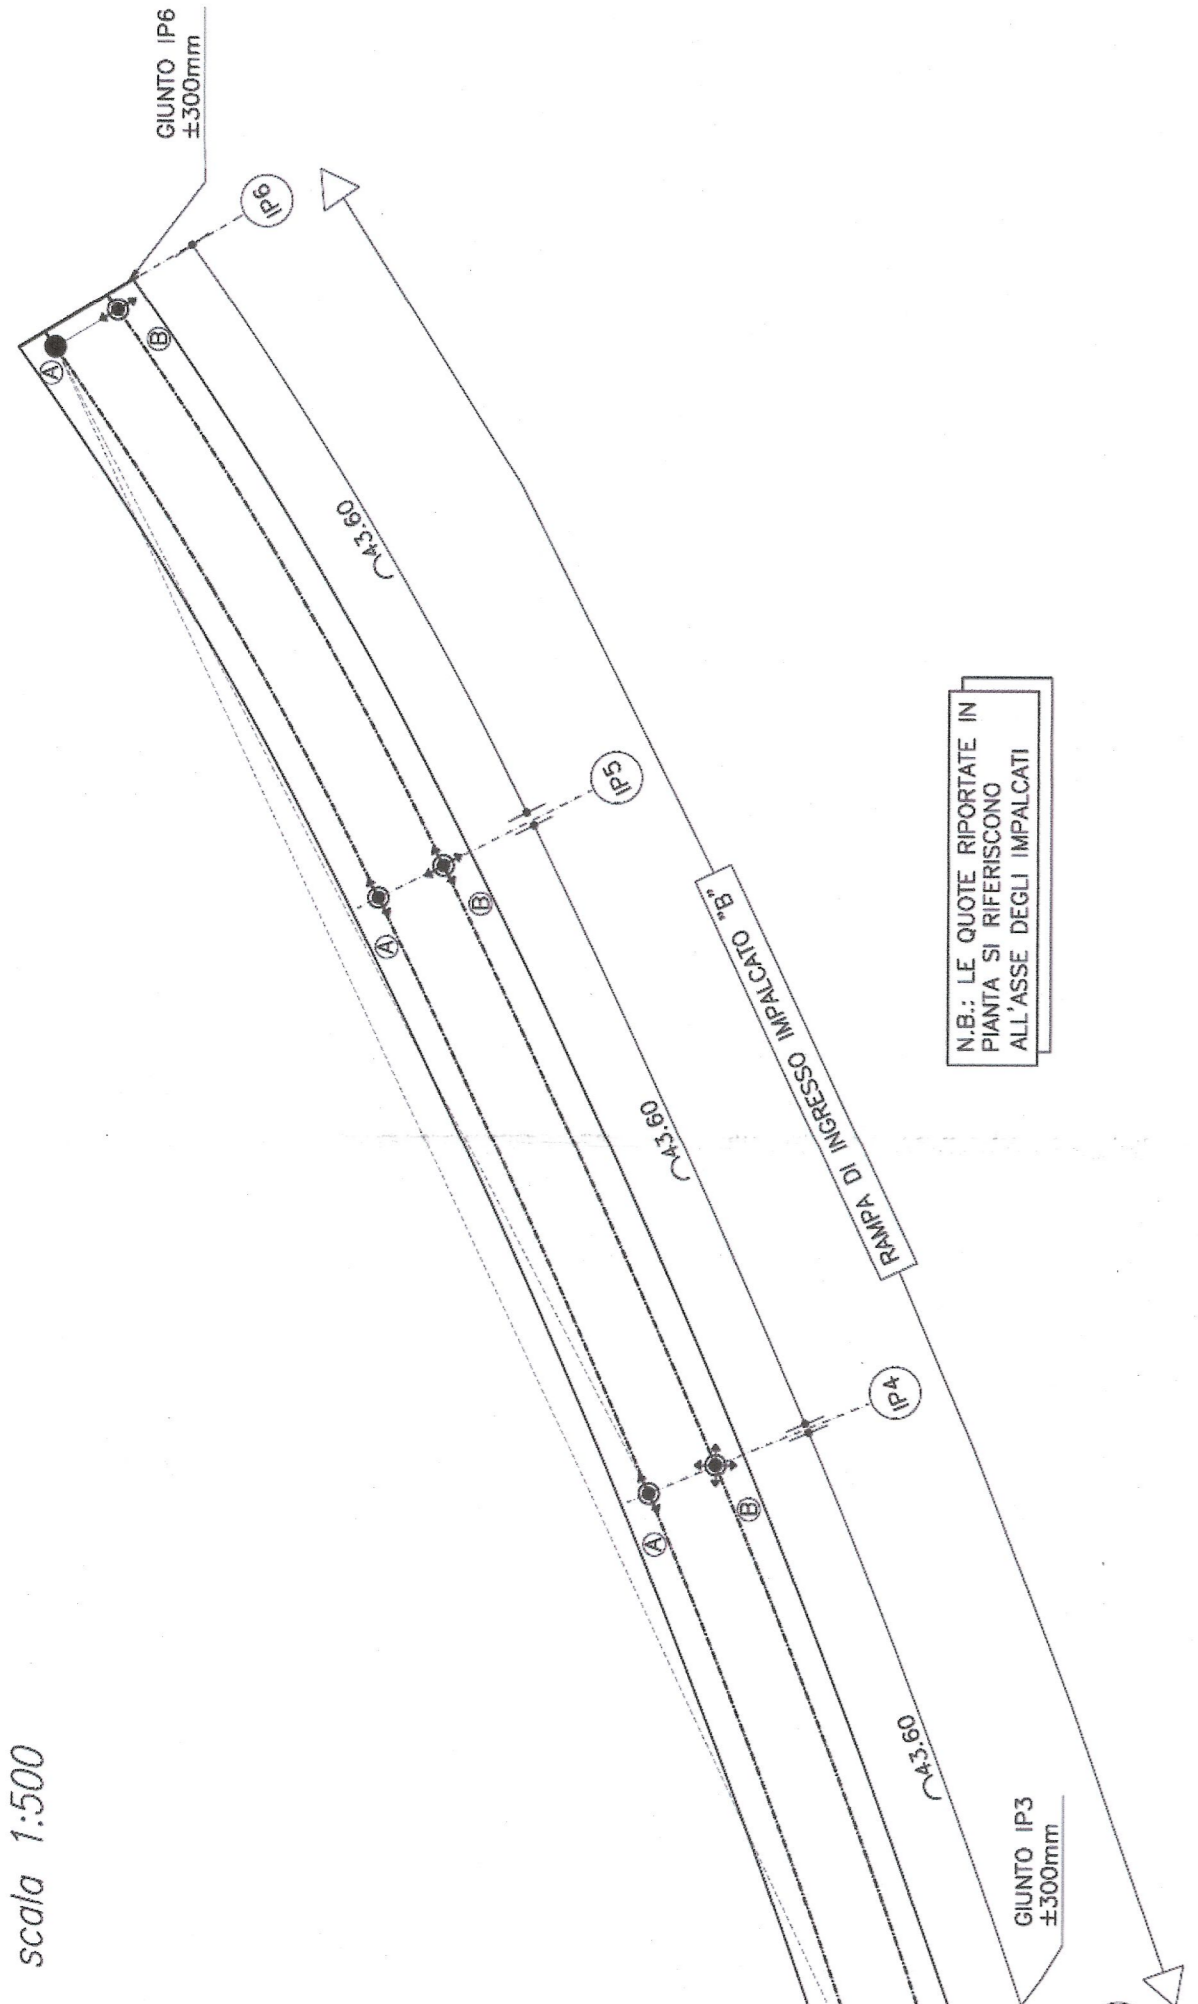 scala 1:500
GIUNTO IP6
±300mm
IP6
A
B
43.60
IP5
A
B
RAMPA DI INGRESSO IMPALCATO "B"
43.60
IP4
A
B
43.60
GIUNTO IP3
±300mm
N.B.: LE QUOTE RIPORTATE IN
PIANTA SI RIFERISCONO
ALL'ASSE DEGLI IMPALCATI